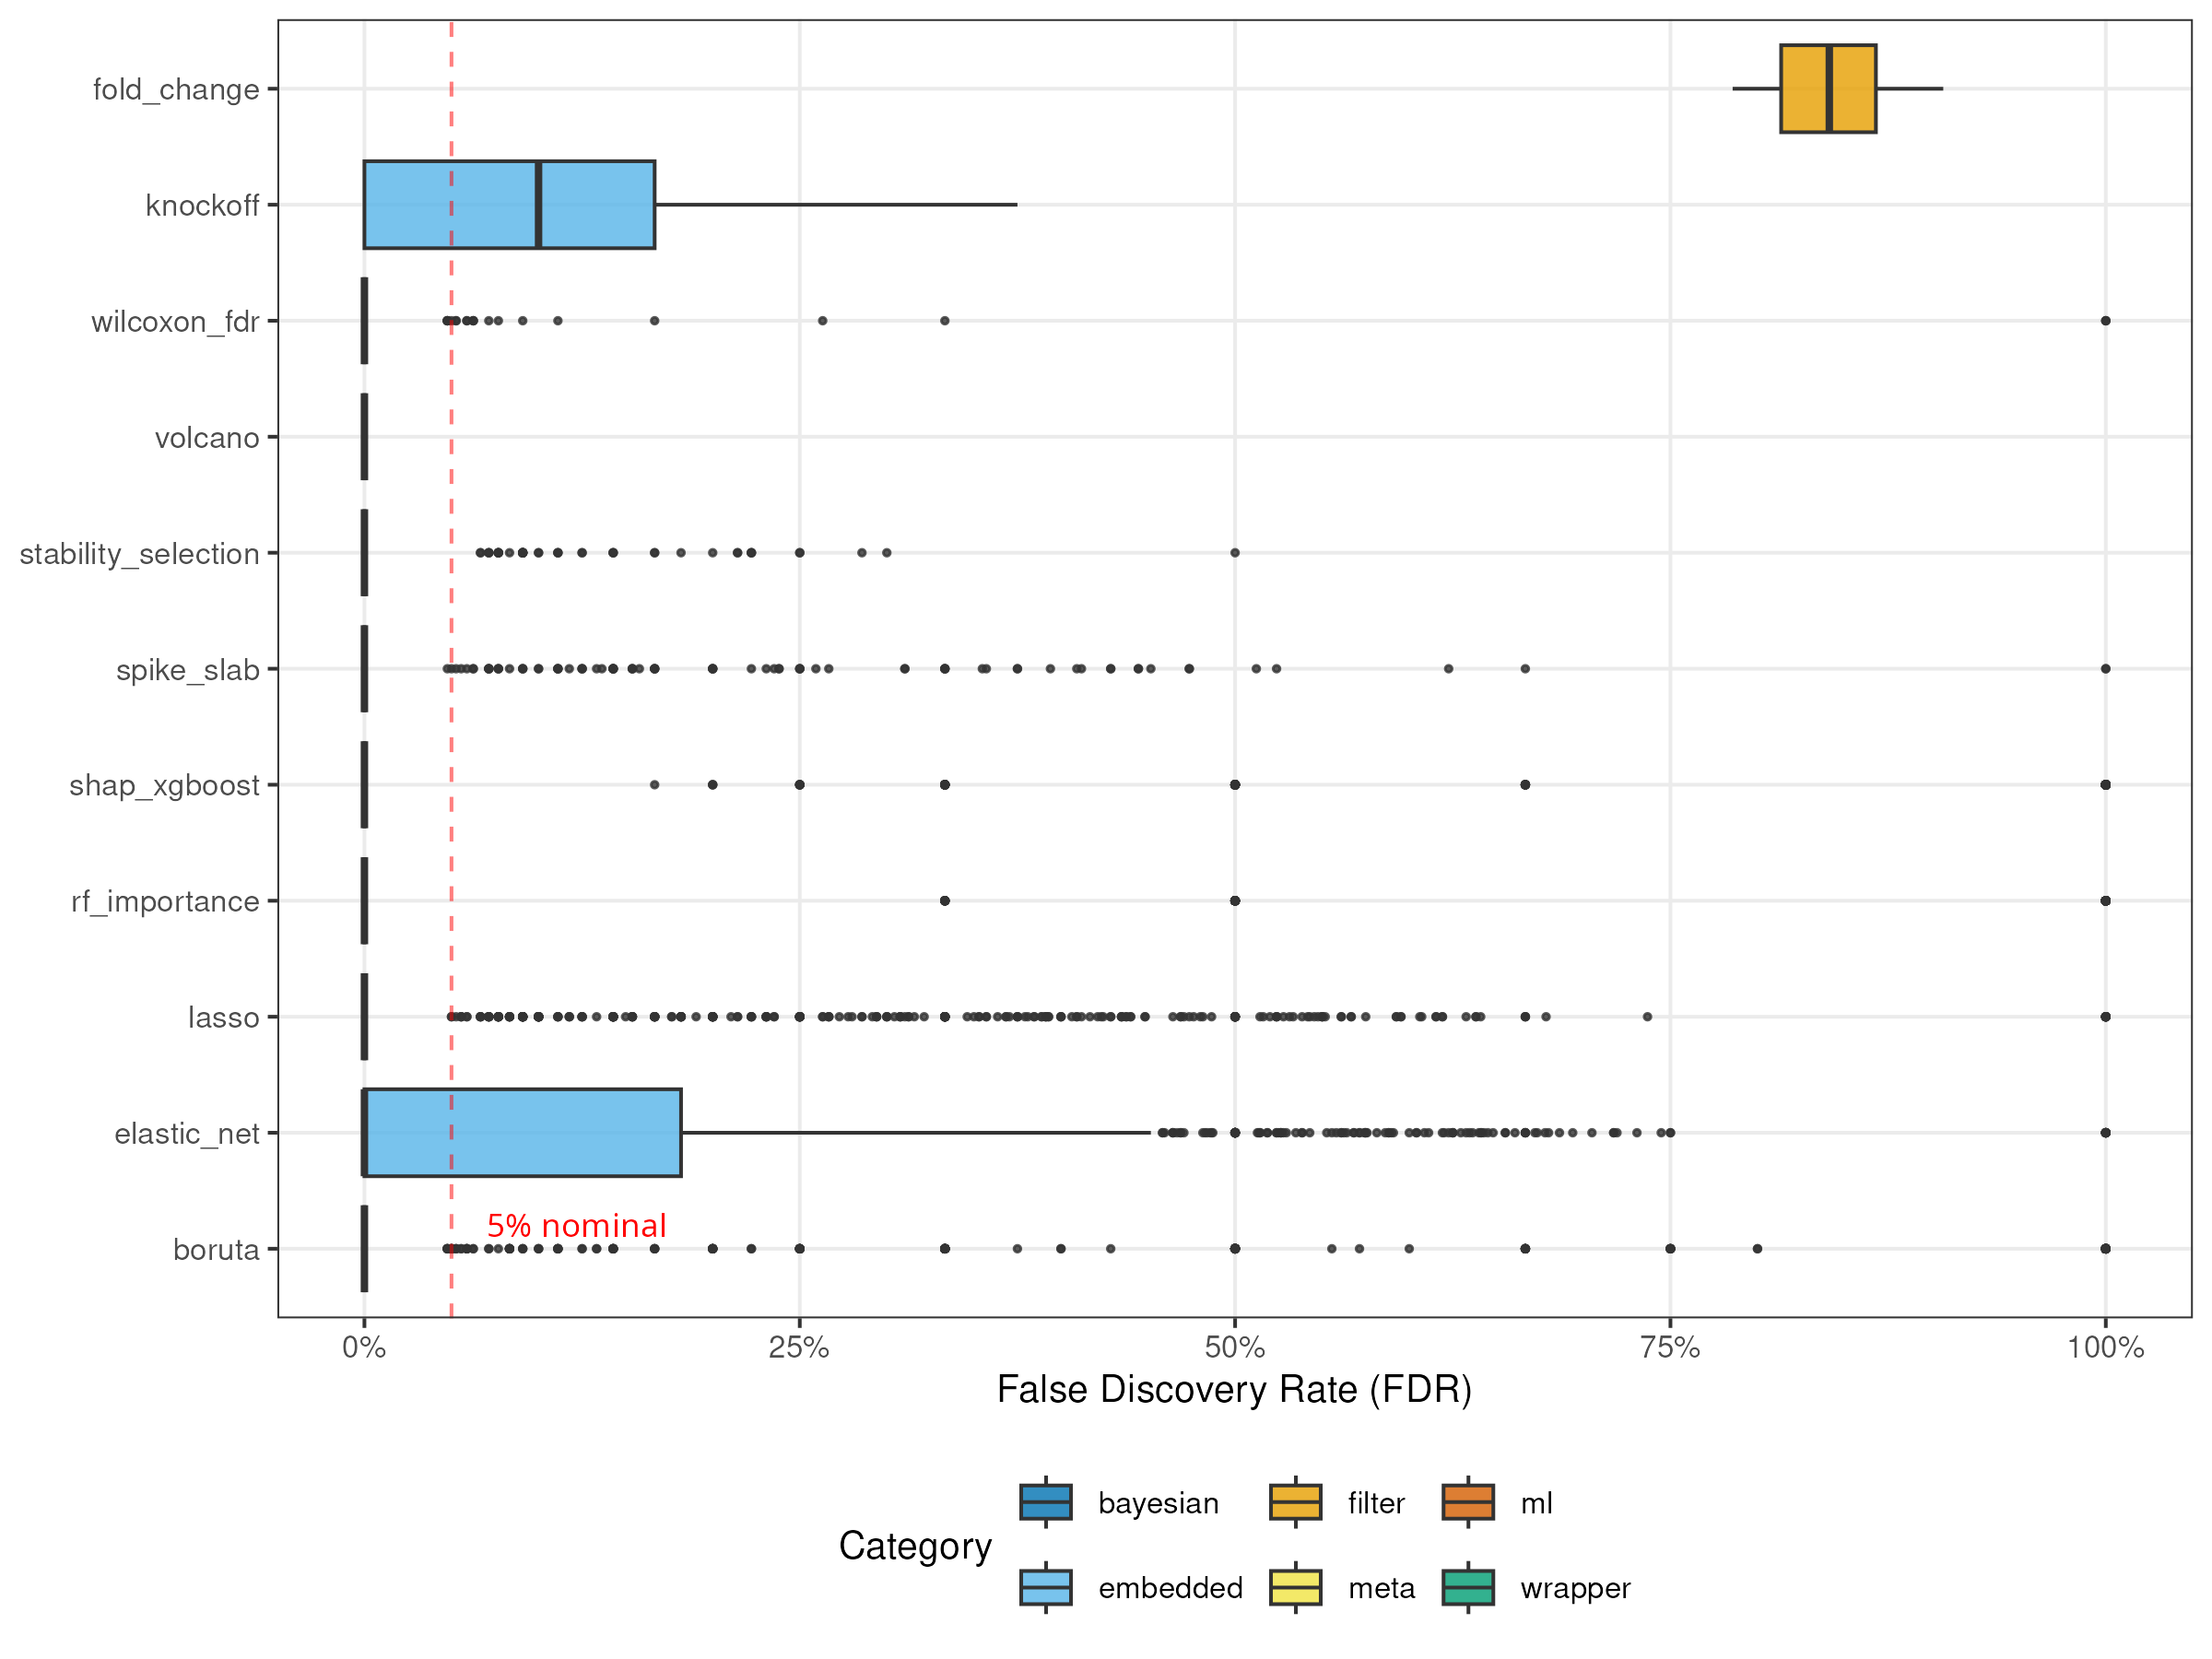 fold_change
knockoff
wilcoxon_fdr
volcano
stability_selection
spike_slab
shap_xgboost
rf_importance
lasso
elastic_net
5% nominal
boruta
0% 25% 50% 75% 100%
False Discovery Rate (FDR)
Category
bayesian filter ml
embedded meta wrapper